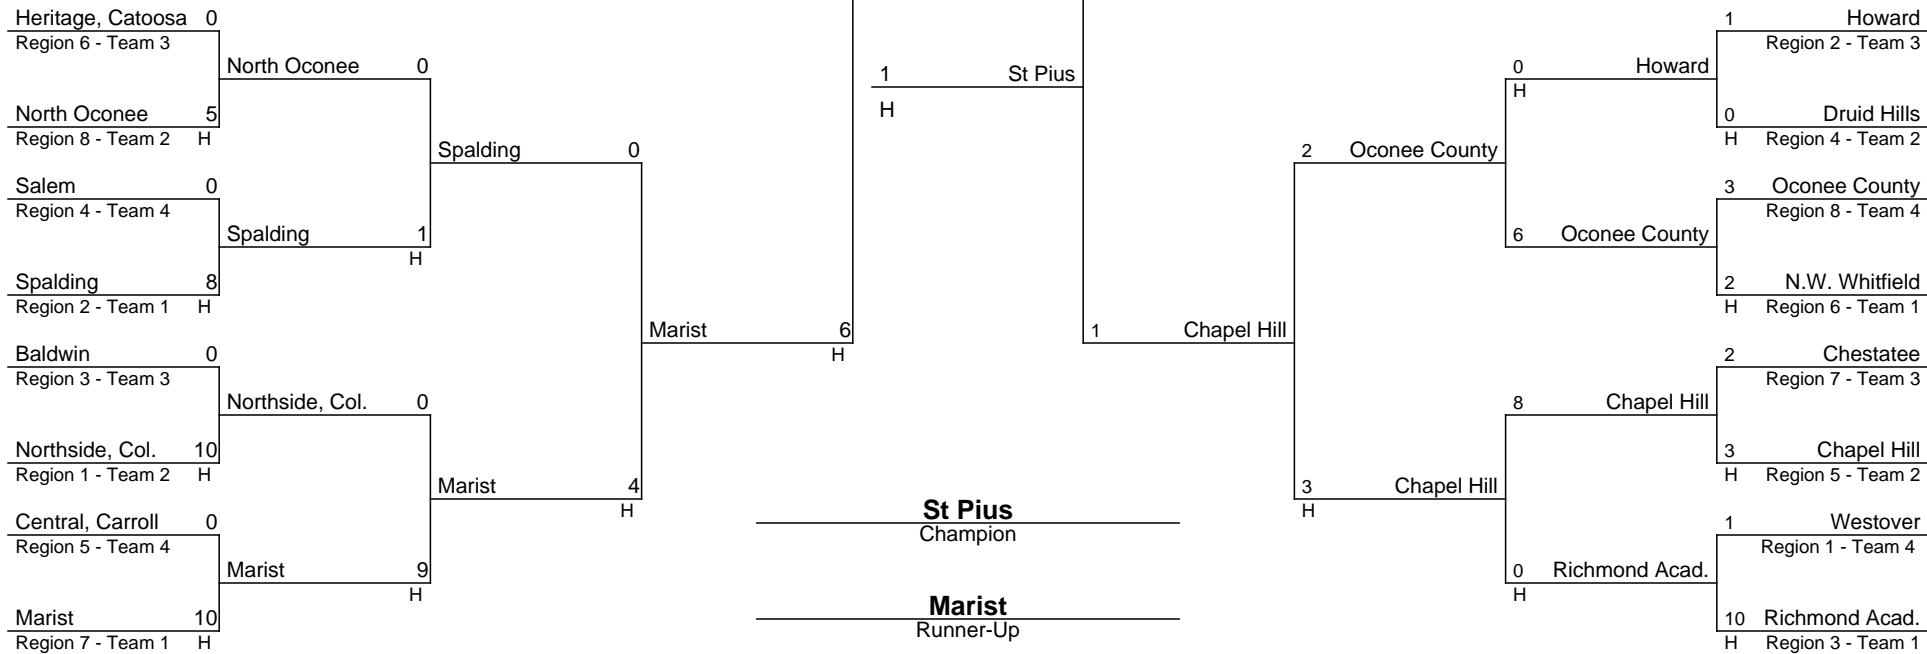 Heritage, Catoosa 0
Region 6 - Team 3
North Oconee 0
North Oconee 5
Region 8 - Team 2 H
Spalding 0
Salem 0
Region 4 - Team 4
Spalding 1
H
Spalding 8
Region 2 - Team 1 H
Marist 6
H
Baldwin 0
Region 3 - Team 3
Northside, Col. 0
Northside, Col. 10
Region 1 - Team 2 H
Marist 4
H
Central, Carroll 0
Region 5 - Team 4
Marist 9
H
Marist 10
Region 7 - Team 1 H
1 St Pius
H
St Pius
Champion
Marist
Runner-Up
1 Howard
Region 2 - Team 3
0 Howard
H
0 Druid Hills
H Region 4 - Team 2
2 Oconee County
3 Oconee County
Region 8 - Team 4
6 Oconee County
2 N.W. Whitfield
H Region 6 - Team 1
1 Chapel Hill
2 Chestatee
Region 7 - Team 3
8 Chapel Hill
3 Chapel Hill
H Region 5 - Team 2
3 Chapel Hill
H
1 Westover
Region 1 - Team 4
0 Richmond Acad.
H
10 Richmond Acad.
H Region 3 - Team 1